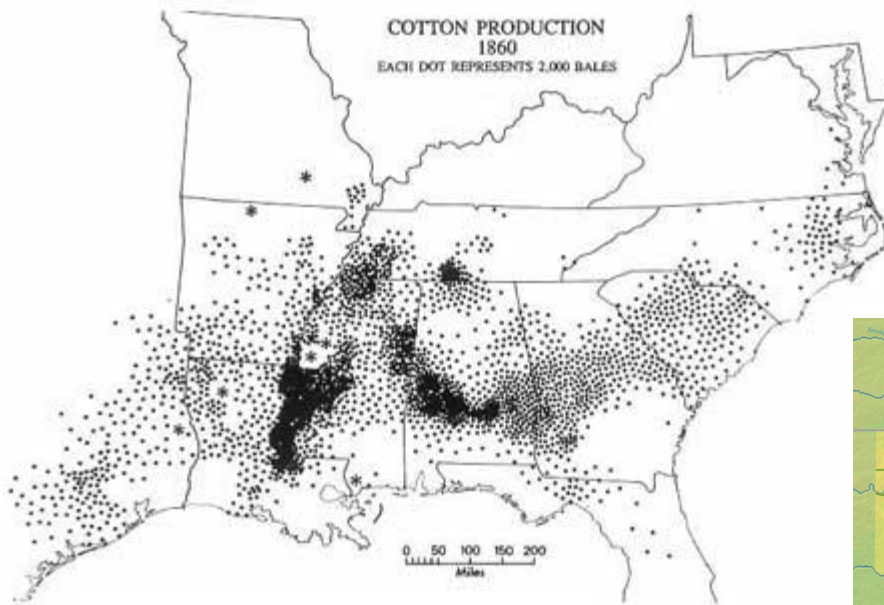 COTTON PRODUCTION
1860
EACH DOT REPRESENTS 2,000 BALES
0 50 100 150 200
Miles